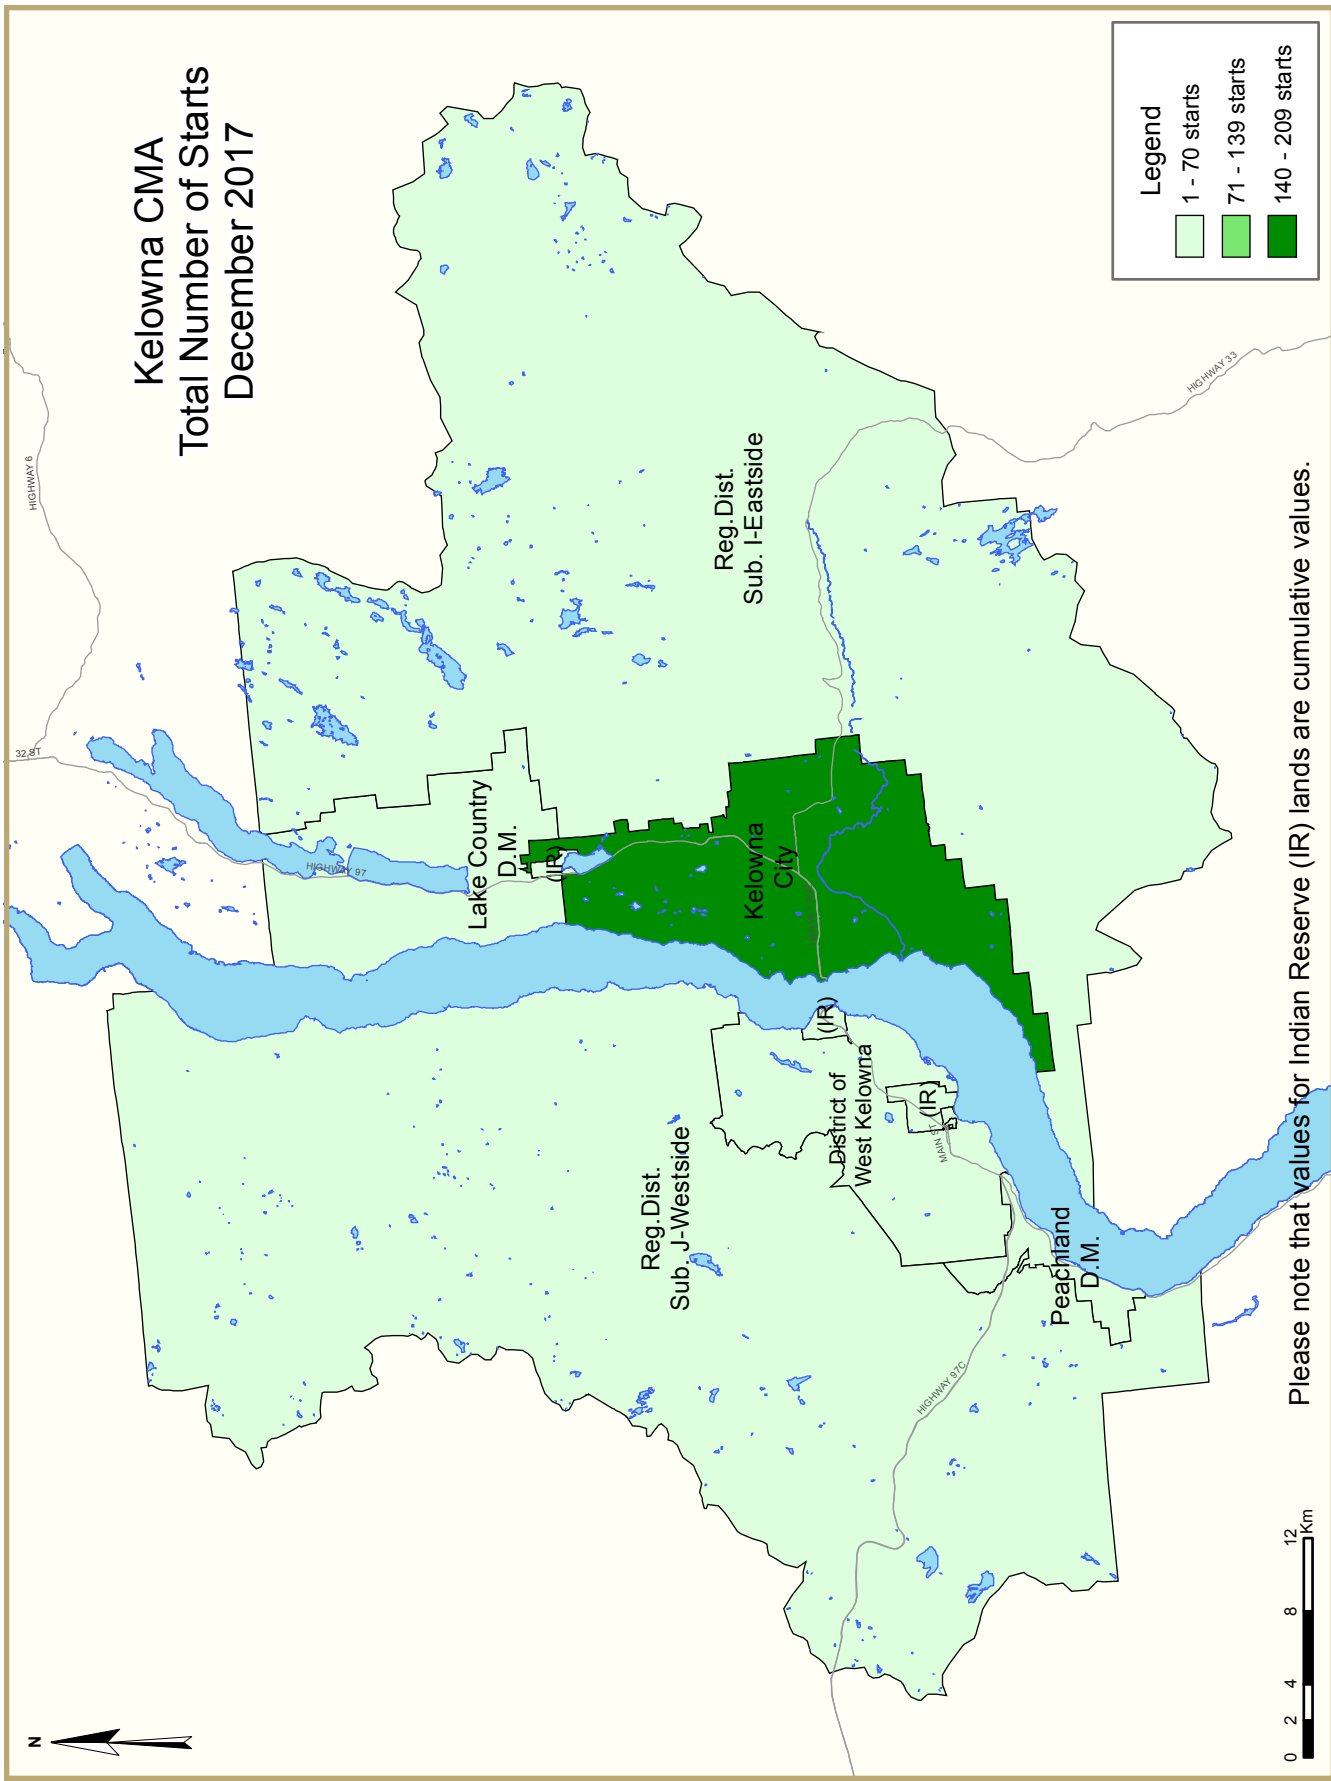 Kelowna CMA
Total Number of Starts
December 2017
N
HIGHWAY 6
32 ST
HIGHWAY 97
Lake Country
D.M.
(IR)
Kelowna
City
Reg.Dist.
Sub. I-Eastside
HIGHWAY 33
Reg.Dist.
Sub. J-Westside
(IR)
District of
West Kelowna
(IR)
MAIN ST
Peachland
D.M.
HIGHWAY 97C
Legend
1 - 70 starts
71 - 139 starts
140 - 209 starts
0 2 4 8 12
Km
Please note that values for Indian Reserve (IR) lands are cumulative values.